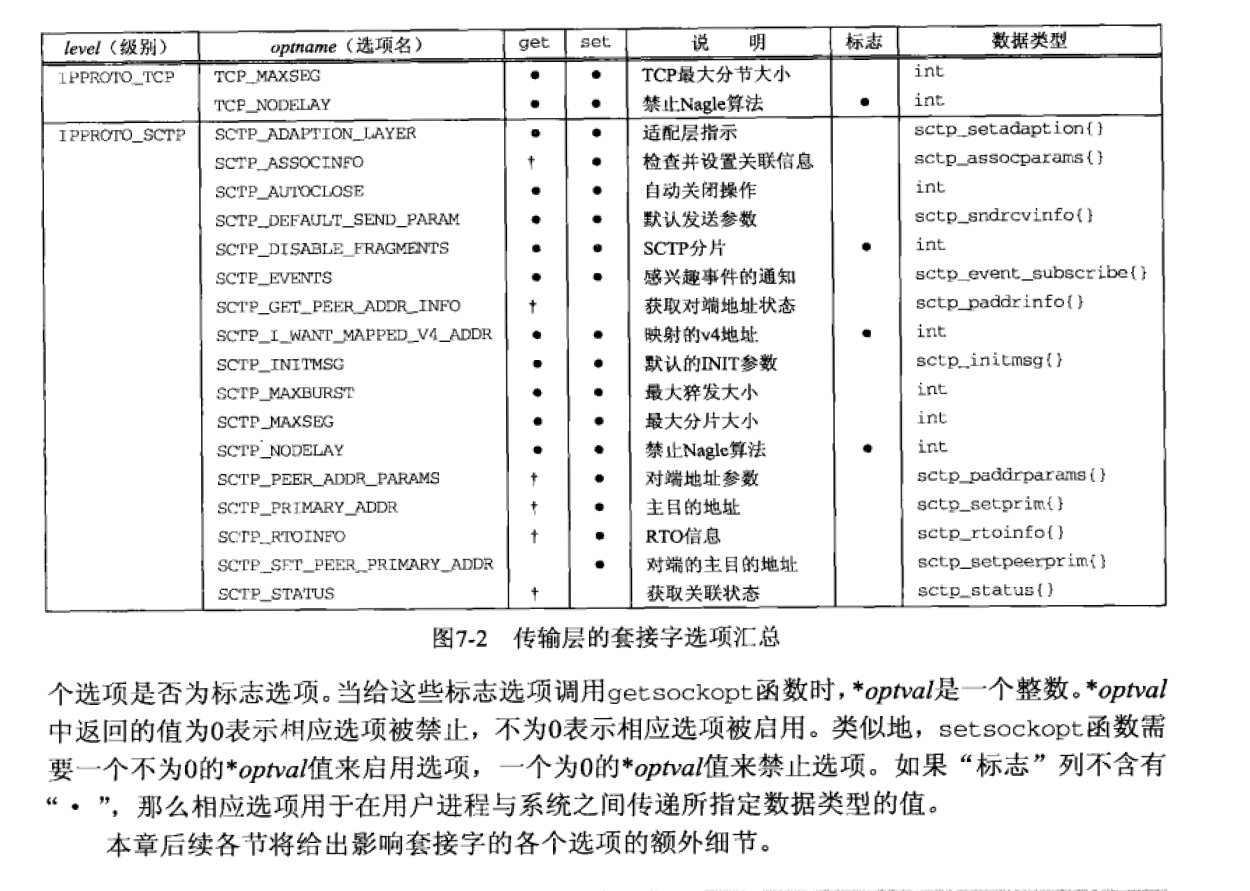 level（级别） optname（选项名） get set 说 明 标志 数据类型
IPPROTO_TCP TCP_MAXSEG • • TCP最大分节大小 int
TCP_NODELAY • • 禁止Nagle算法 • int
IPPROTO_SCTP SCTP_ADAPTION_LAYER • • 适配层指示 sctp_setadaption{}
SCTP_ASSOCINFO † • 检查并设置关联信息 sctp_assocparams{}
SCTP_AUTOCLOSE • • 自动关闭操作 int
SCTP_DEFAULT_SEND_PARAM • • 默认发送参数 sctp_sndrcvinfo{}
SCTP_DISABLE_FRAGMENTS • • SCTP分片 • int
SCTP_EVENTS • • 感兴趣事件的通知 sctp_event_subscribe{}
SCTP_GET_PEER_ADDR_INFO † 获取对端地址状态 sctp_paddrinfo{}
SCTP_I_WANT_MAPPED_V4_ADDR • • 映射的v4地址 • int
SCTP_INITMSG • • 默认的INIT参数 sctp_initmsg{}
SCTP_MAXBURST • • 最大猝发大小 int
SCTP_MAXSEG • • 最大分片大小 int
SCTP_NODELAY • • 禁止Nagle算法 • int
SCTP_PEER_ADDR_PARAMS † • 对端地址参数 sctp_paddrparams{}
SCTP_PRIMARY_ADDR † • 主目的地址 sctp_setprim{}
SCTP_RTOINFO † • RTO信息 sctp_rtoinfo{}
SCTP_SET_PEER_PRIMARY_ADDR • 对端的主目的地址 sctp_setpeerprim{}
SCTP_STATUS † 获取关联状态 sctp_status{}
图7-2 传输层的套接字选项汇总
个选项是否为标志选项。当给这些标志选项调用getsockopt函数时，*optval是一个整数。*optval
中返回的值为0表示相应选项被禁止，不为0表示相应选项被启用。类似地，setsockopt函数需
要一个不为0的*optval值来启用选项，一个为0的*optval值来禁止选项。如果“标志”列不含有
“•”，那么相应选项用于在用户进程与系统之间传递所指定数据类型的值。
本章后续各节将给出影响套接字的各个选项的额外细节。